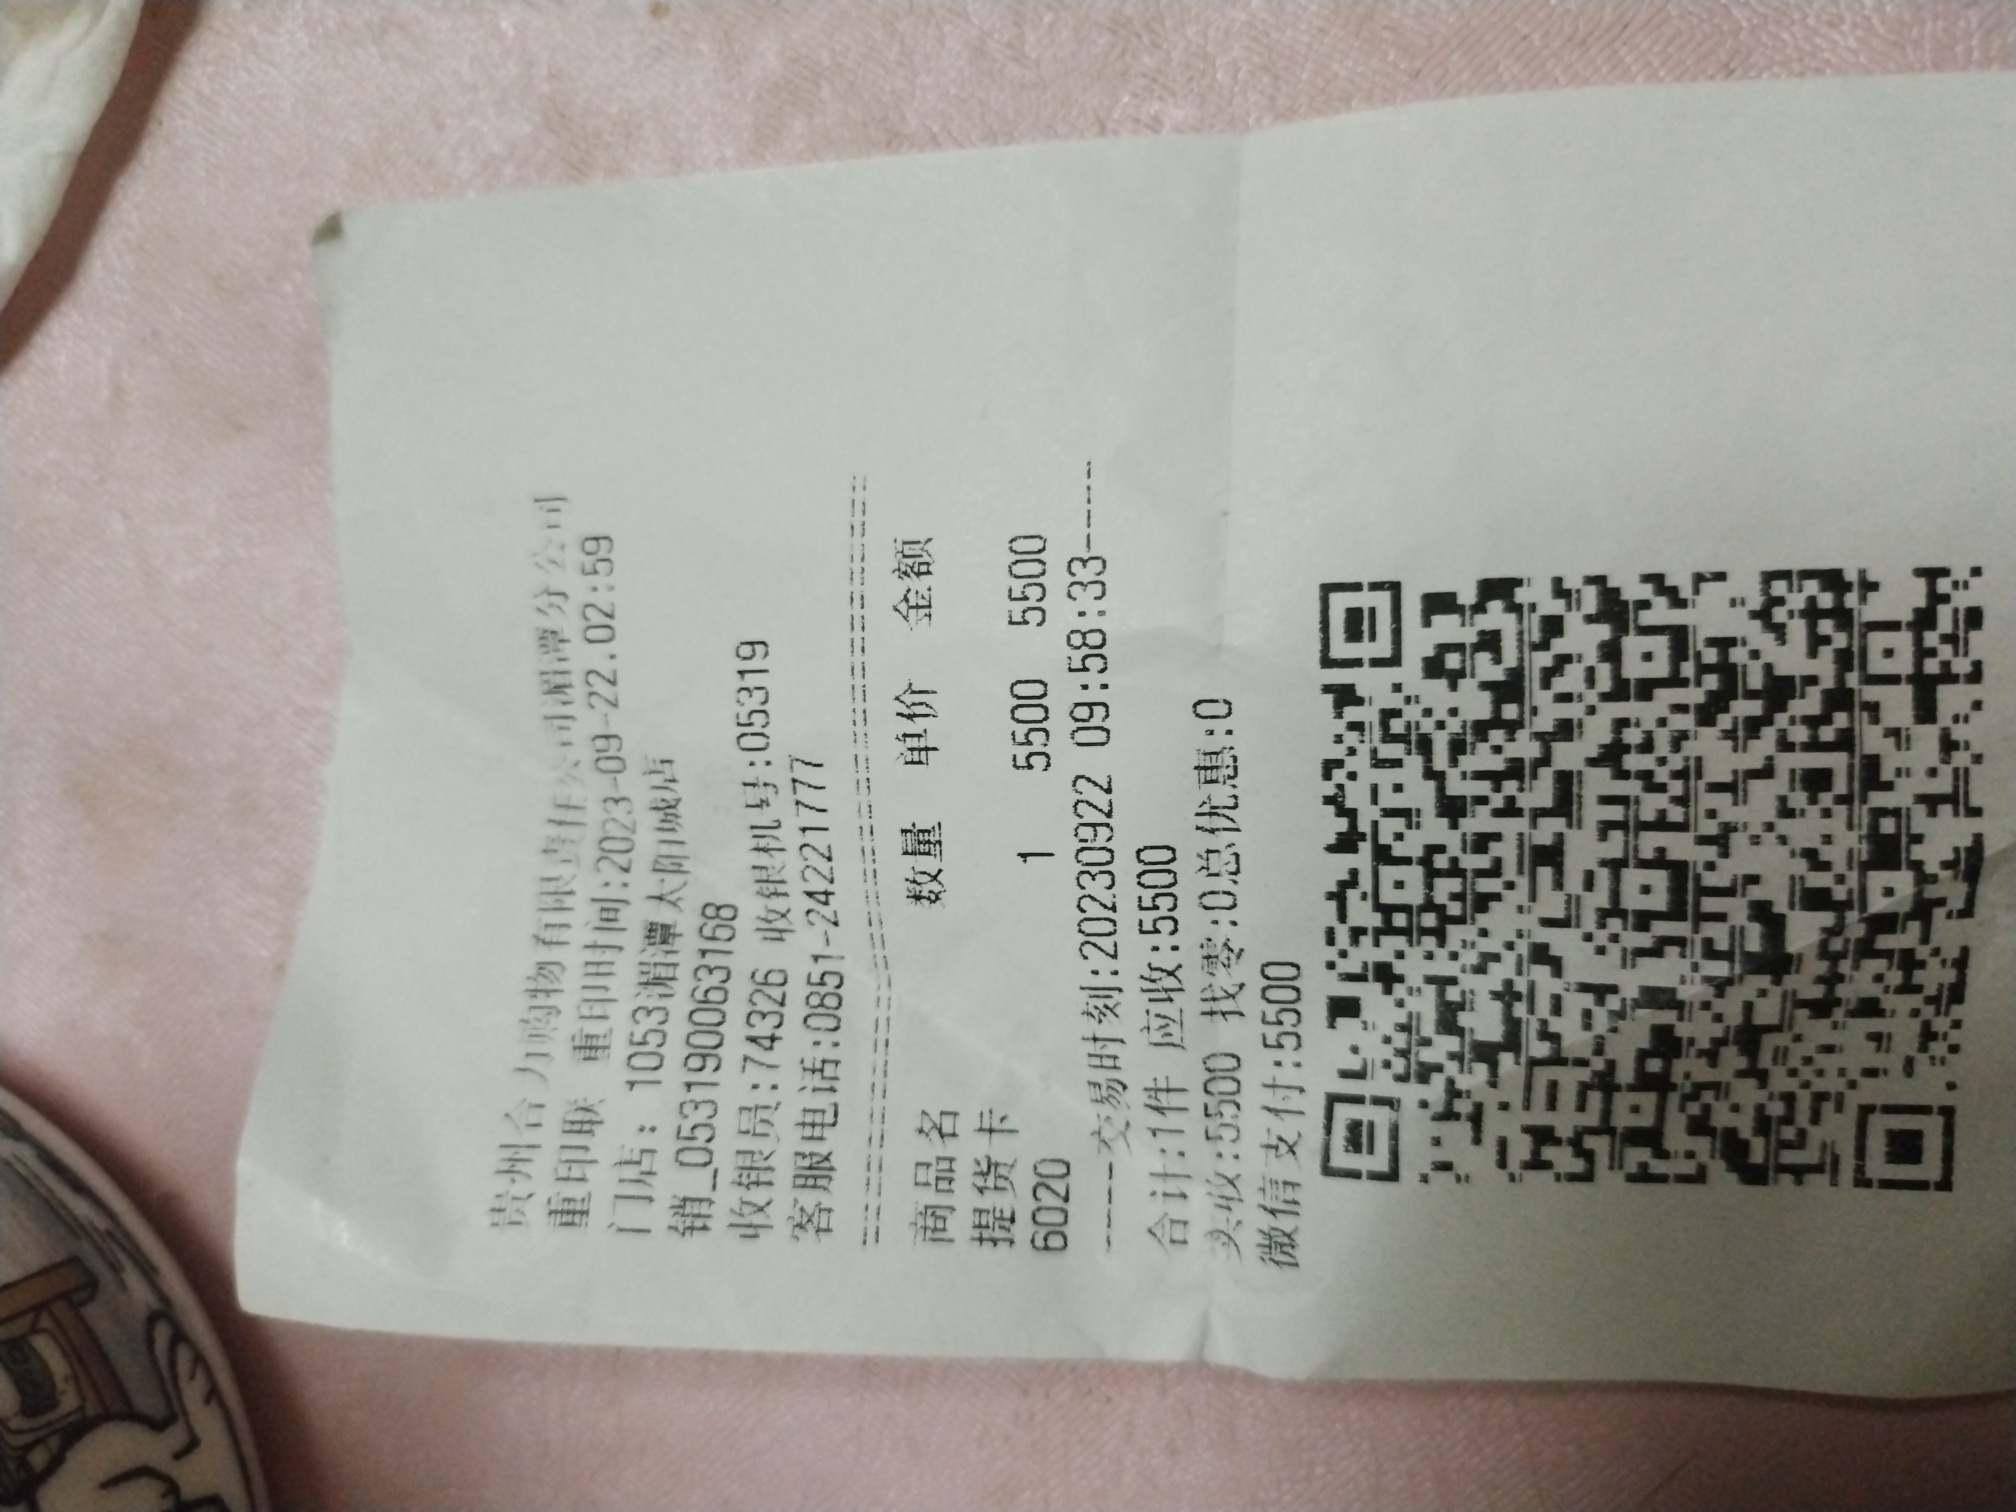 贵州合力购物有限责任公司湄潭分公司
重印联 重印时间:2023-09-22.02:59
门店: 1053湄潭太阳城店
销_053190063168
收银员:74326 收银机号:05319
客服电话:0851-24221777
================================
商品名 数量 单价 金额
提货卡
6020 1 5500 5500
----交易时刻:20230922 09:58:33----
合计:1件 应收:5500
实收:5500 找零:0总优惠:0
微信支付:5500